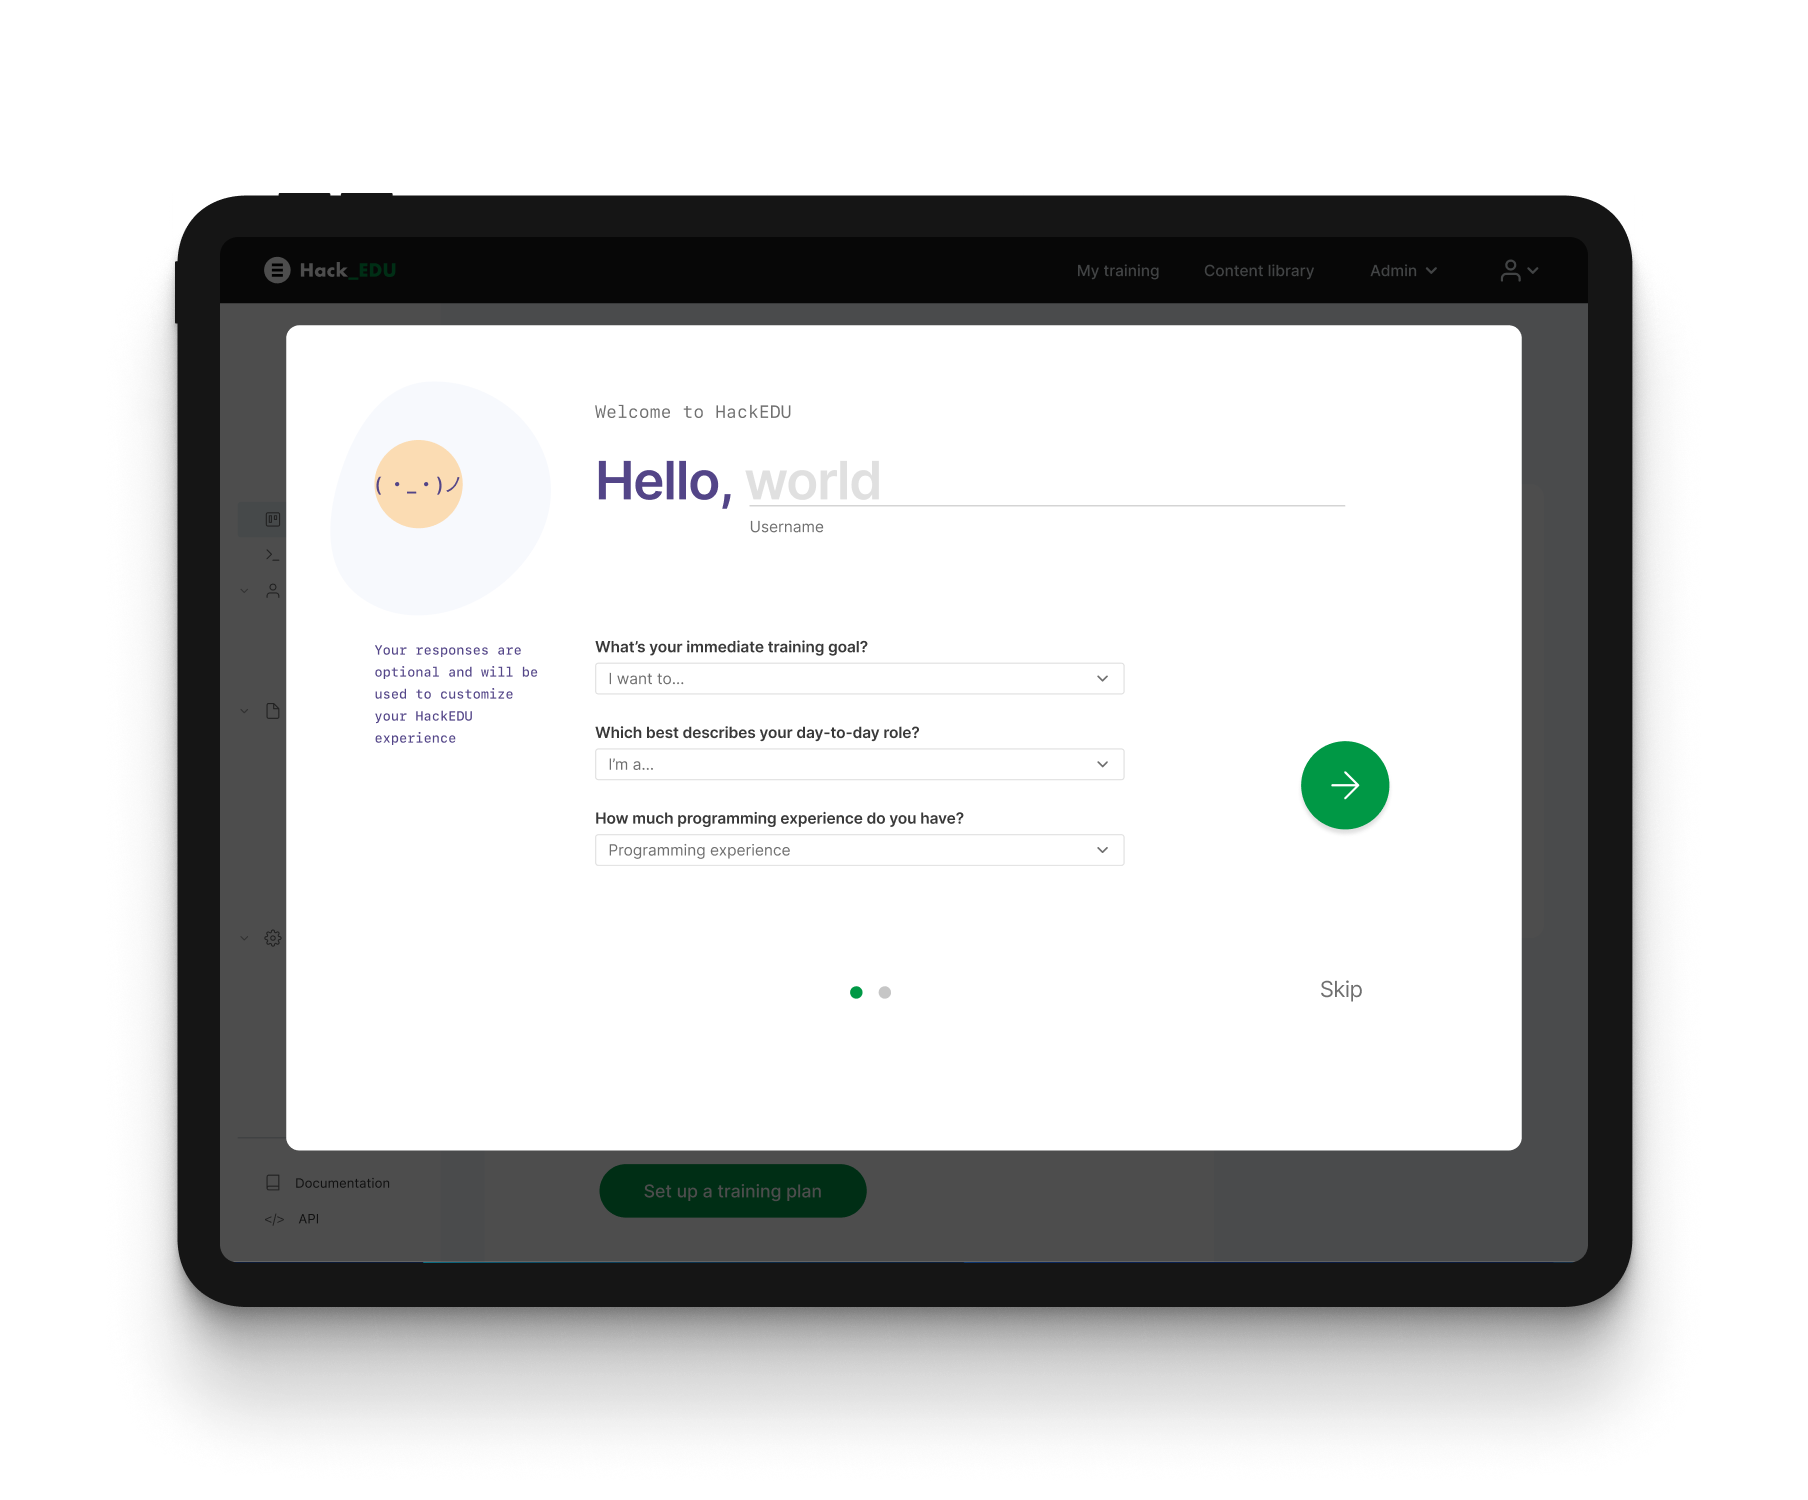 Hack_EDU
My training
Content library
Admin
Welcome to HackEDU
Hello, world
Username
( ・_・)ノ
Your responses are
optional and will be
used to customize
your HackEDU
experience
What's your immediate training goal?
I want to...
Which best describes your day-to-day role?
I'm a...
How much programming experience do you have?
Programming experience
Skip
Documentation
</> API
Set up a training plan